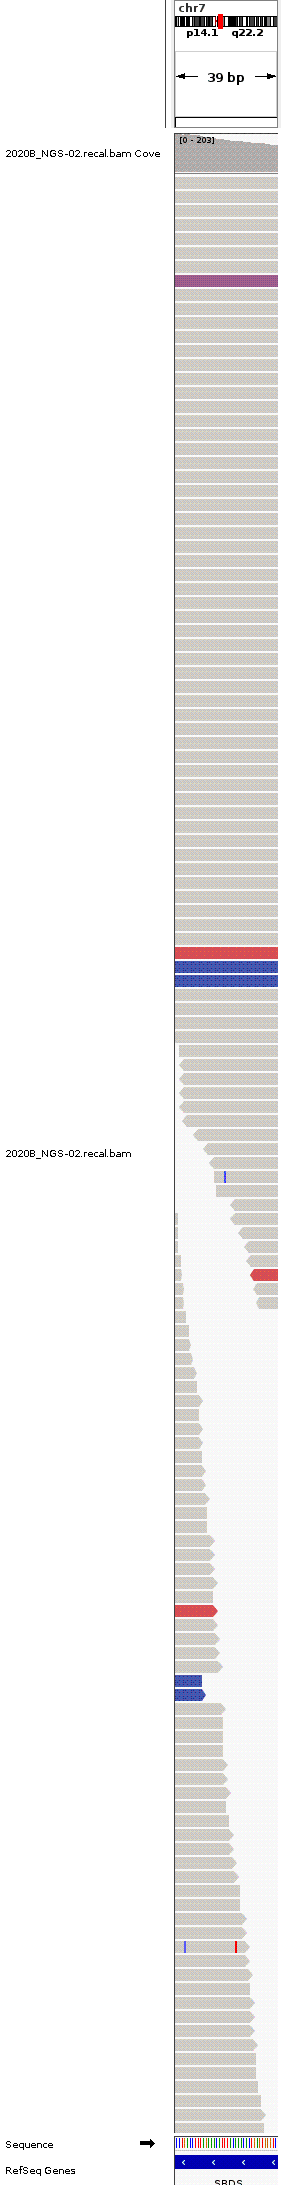 chr7
p14.1 q22.2
39 bp
[0 - 203]
2020B_NGS-02.recal.bam Cove
2020B_NGS-02.recal.bam
Sequence
RefSeq Genes
SBDS